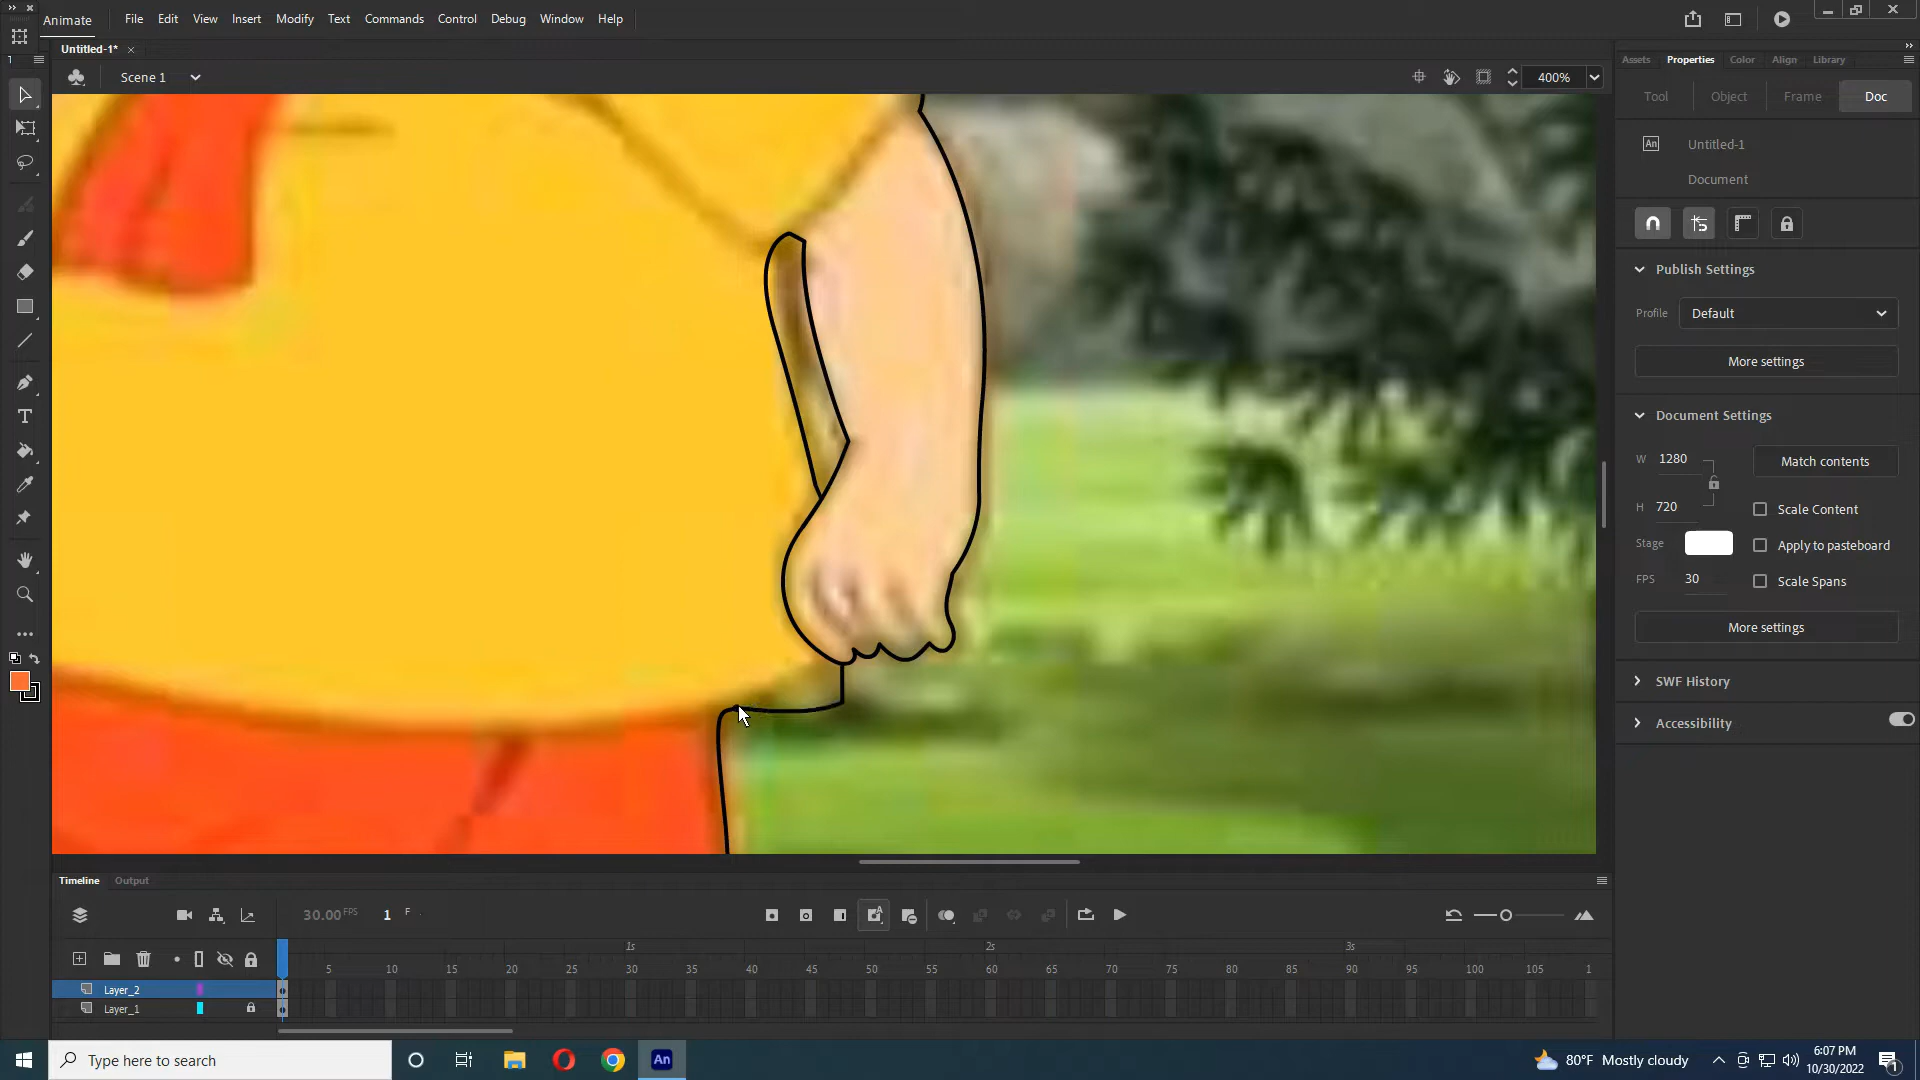 Animate File Edit View Insert Modify Text Commands Control Debug Window Help
Untitled-1* ×
Scene 1 400%
Assets Properties Color Align Library
Tool Object Frame Doc
An Untitled-1
Document
Publish Settings
Profile Default
More settings
Document Settings
W 1280 Match contents
H 720 Scale Content
Stage Apply to pasteboard
FPS 30 Scale Spans
More settings
SWF History
Accessibility
Timeline Output
30.00 FPS 1 F
1s 2s 3s
5 10 15 20 25 30 35 40 45 50 55 60 65 70 75 80 85 90 95 100 105 1
Layer_2
Layer_1
Type here to search An 80°F Mostly cloudy 6:07 PM
10/30/2022 1